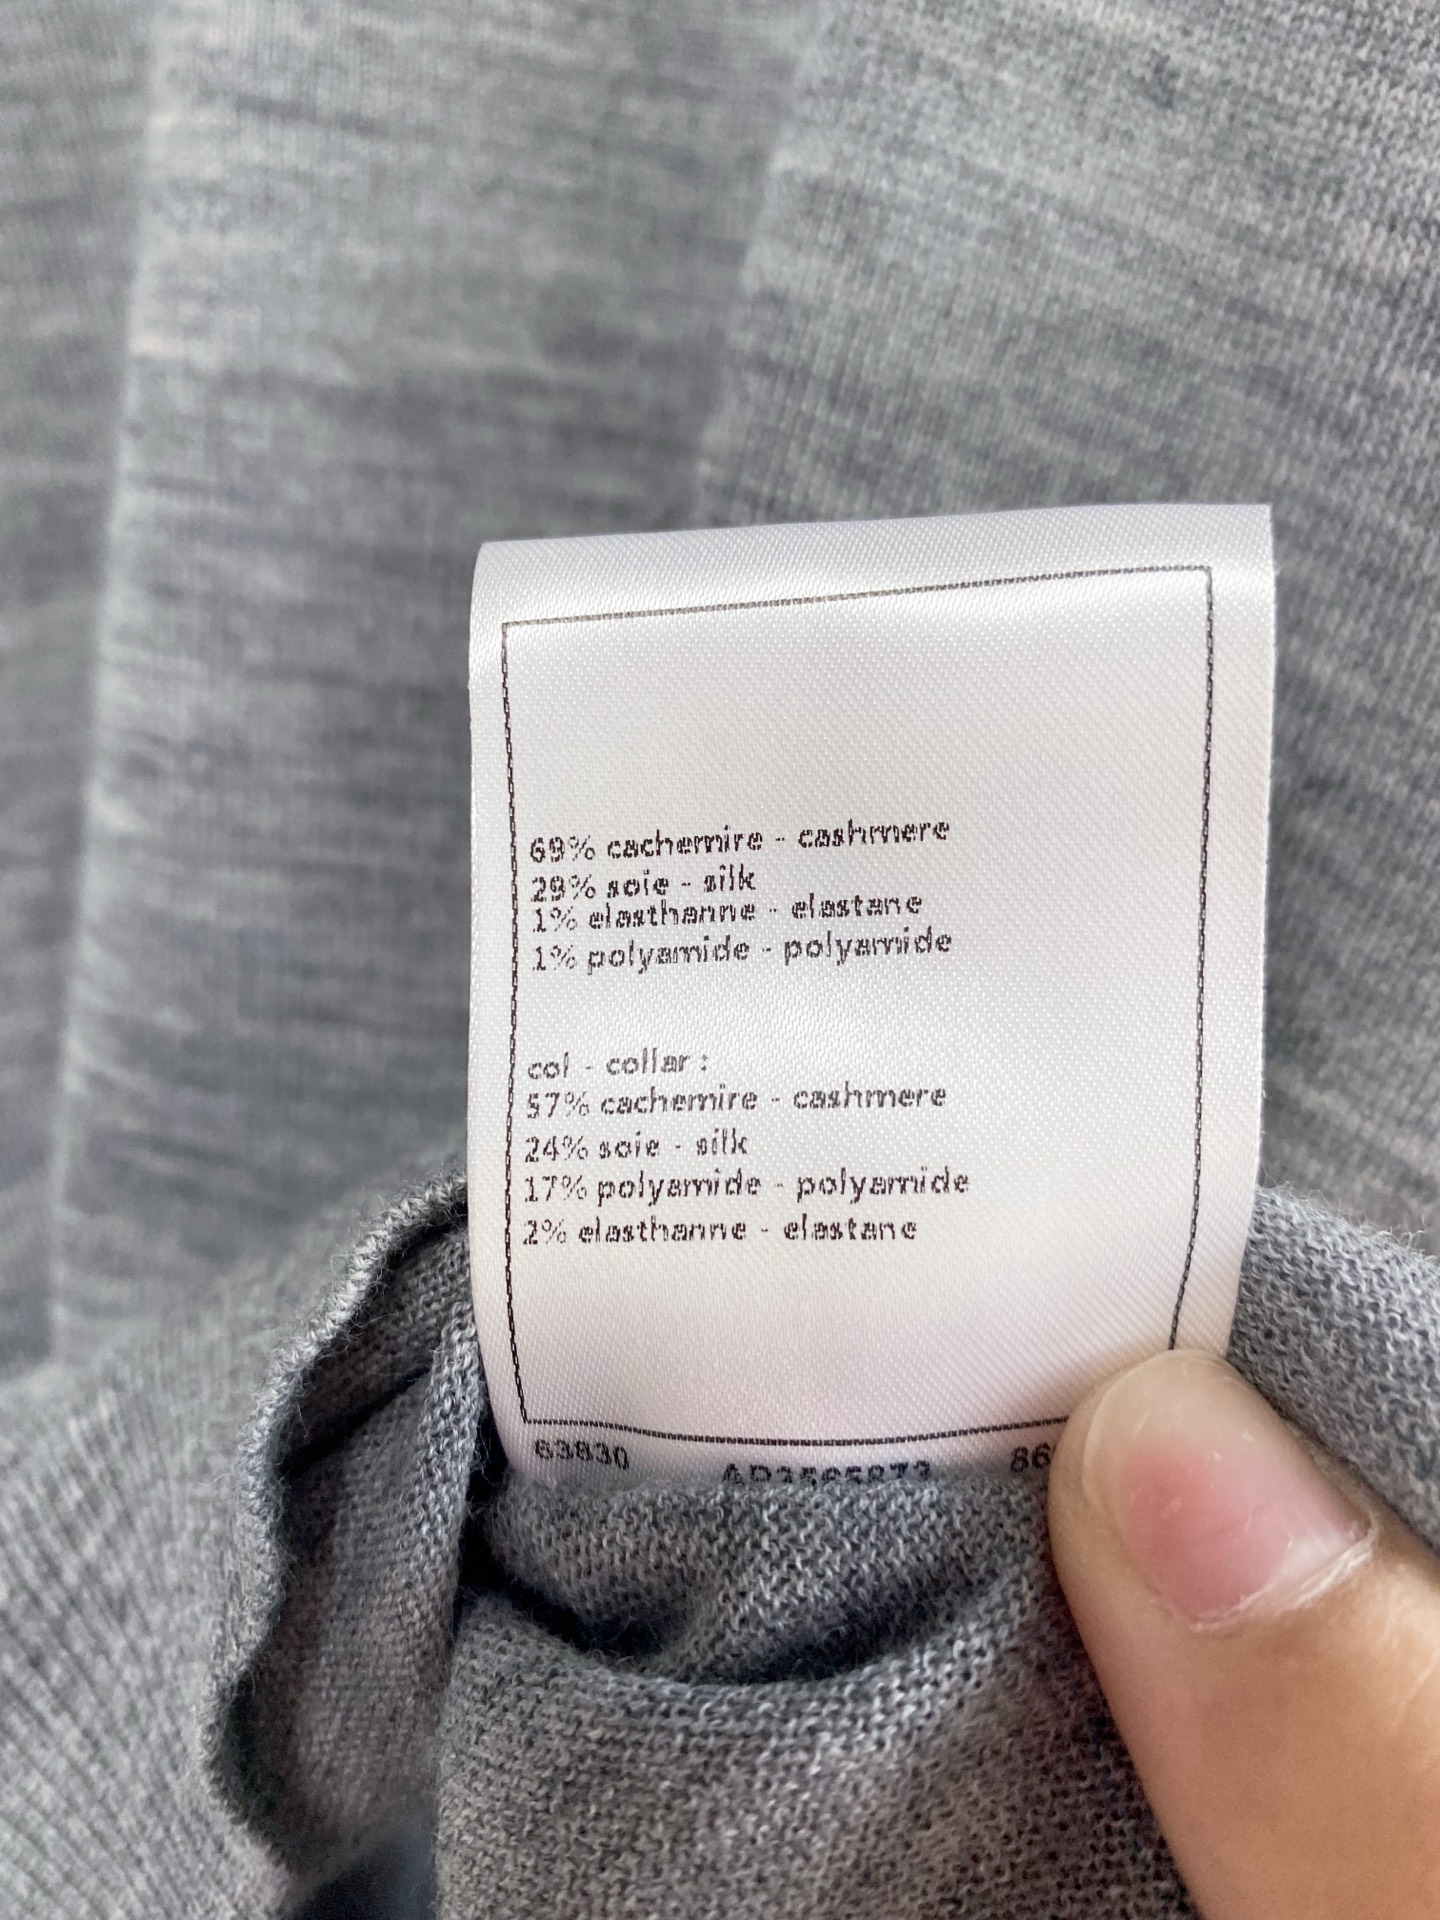 69% cachemire - cashmere
29% soie - silk
1% elasthanne - elastane
1% polyamide - polyamide
col - collar :
57% cachemire - cashmere
24% soie - silk
17% polyamide - polyamide
2% elasthanne - elastane
63830